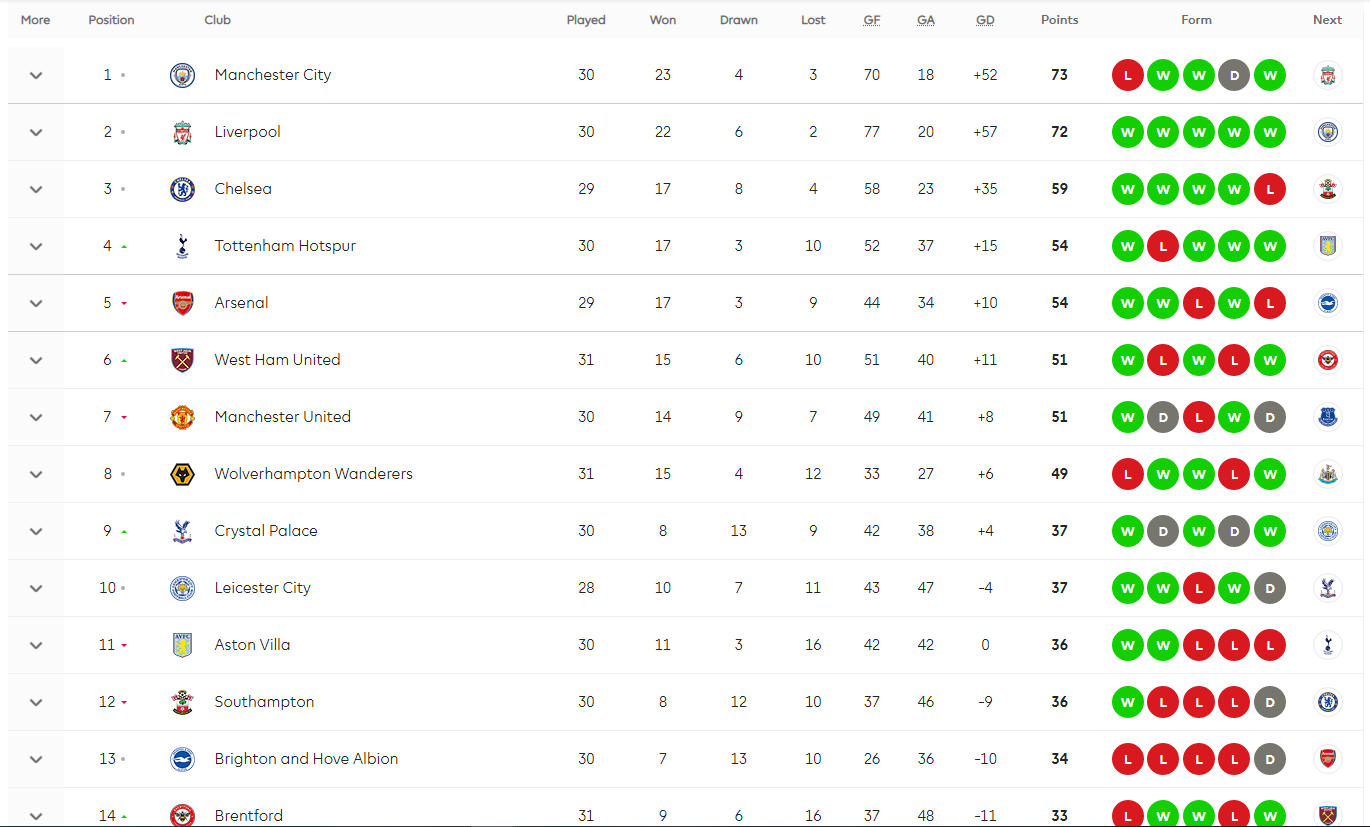 More Position Club Played Won Drawn Lost GF GA GD Points Form Next
1 Manchester City 30 23 4 3 70 18 +52 73 L W W D W
2 Liverpool 30 22 6 2 77 20 +57 72 W W W W W
3 Chelsea 29 17 8 4 58 23 +35 59 W W W W L
4 Tottenham Hotspur 30 17 3 10 52 37 +15 54 W L W W W
5 Arsenal 29 17 3 9 44 34 +10 54 W W L W L
6 West Ham United 31 15 6 10 51 40 +11 51 W L W L W
7 Manchester United 30 14 9 7 49 41 +8 51 W D L W D
8 Wolverhampton Wanderers 31 15 4 12 33 27 +6 49 L W W L W
9 Crystal Palace 30 8 13 9 42 38 +4 37 W D W D W
10 Leicester City 28 10 7 11 43 47 -4 37 W W L W D
11 Aston Villa 30 11 3 16 42 42 0 36 W W L L L
12 Southampton 30 8 12 10 37 46 -9 36 W L L L D
13 Brighton and Hove Albion 30 7 13 10 26 36 -10 34 L L L L D
14 Brentford 31 9 6 16 37 48 -11 33 L W W L W